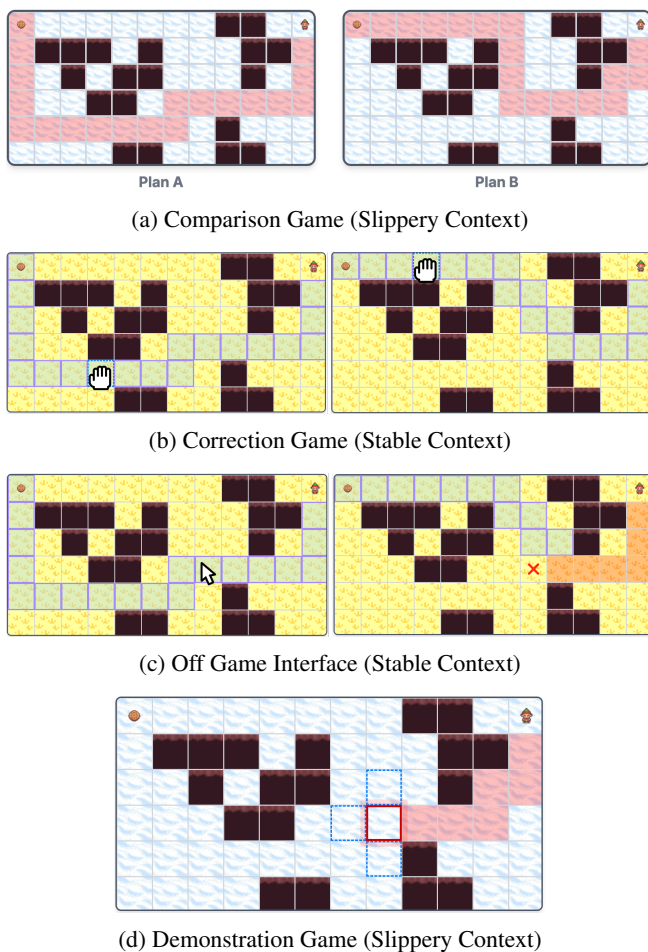 Plan A
Plan B
(a) Comparison Game (Slippery Context)
(b) Correction Game (Stable Context)
(c) Off Game Interface (Stable Context)
(d) Demonstration Game (Slippery Context)